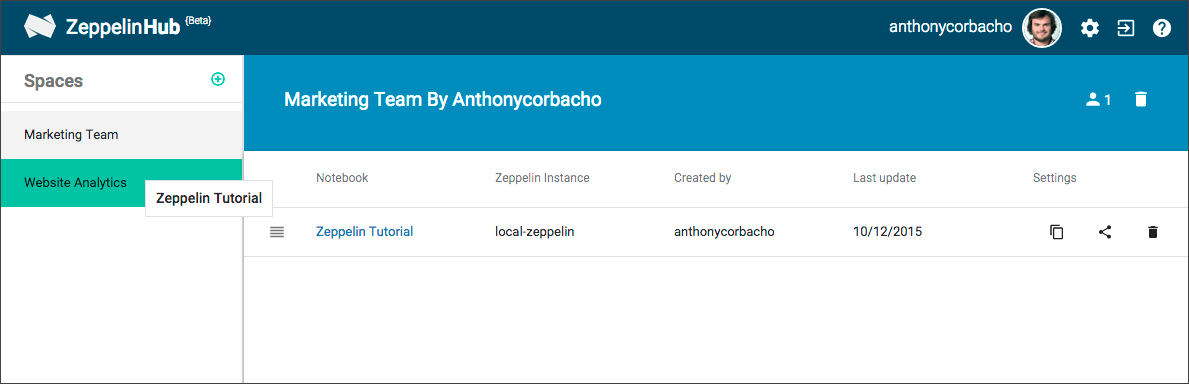 ZeppelinHub {Beta}
anthonycorbacho
Spaces
Marketing Team By Anthonycorbacho
1
Marketing Team
Notebook Zeppelin Instance Created by Last update Settings
Website Analytics
Zeppelin Tutorial
Zeppelin Tutorial local-zeppelin anthonycorbacho 10/12/2015